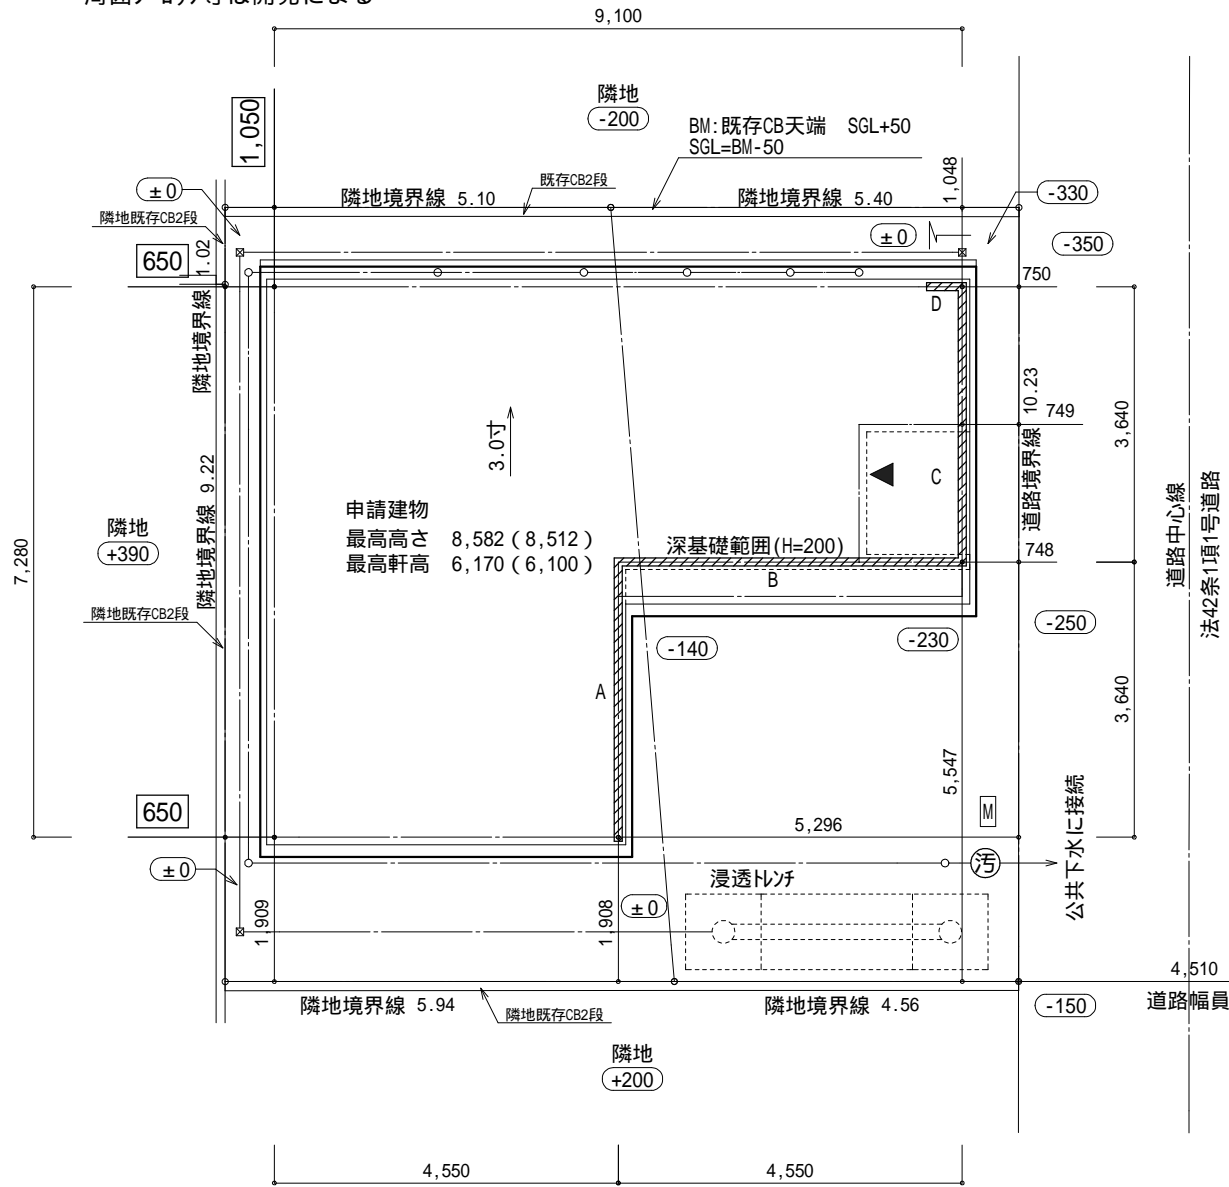 9,100
隣地
-200
1,050
BM:既存CB天端 SGL+50
SGL=BM-50
1,048
±0
既存CB2段
-330
隣地境界線 5.10
隣地境界線 5.40
隣地既存CB2段
±0
-350
650
隣地境界線 1.02
750
D
10.23
749
3,640
3.0寸
道路境界線
C
隣地境界線 9.22
道路中心線
法42条1項1号道路
申請建物
最高高さ 8,582(8,512)
最高軒高 6,170(6,100)
隣地
+390
7,280
深基礎範囲(H=200)
748
B
隣地既存CB2段
-250
-230
-140
A
3,640
5,547
650
5,296
M
公共下水に接続
汚
±0
浸透トレンチ
1,909
1,908
±0
4,510
道路幅員
隣地境界線 5.94
隣地既存CB2段
隣地境界線 4.56
-150
隣地
+200
4,550
4,550